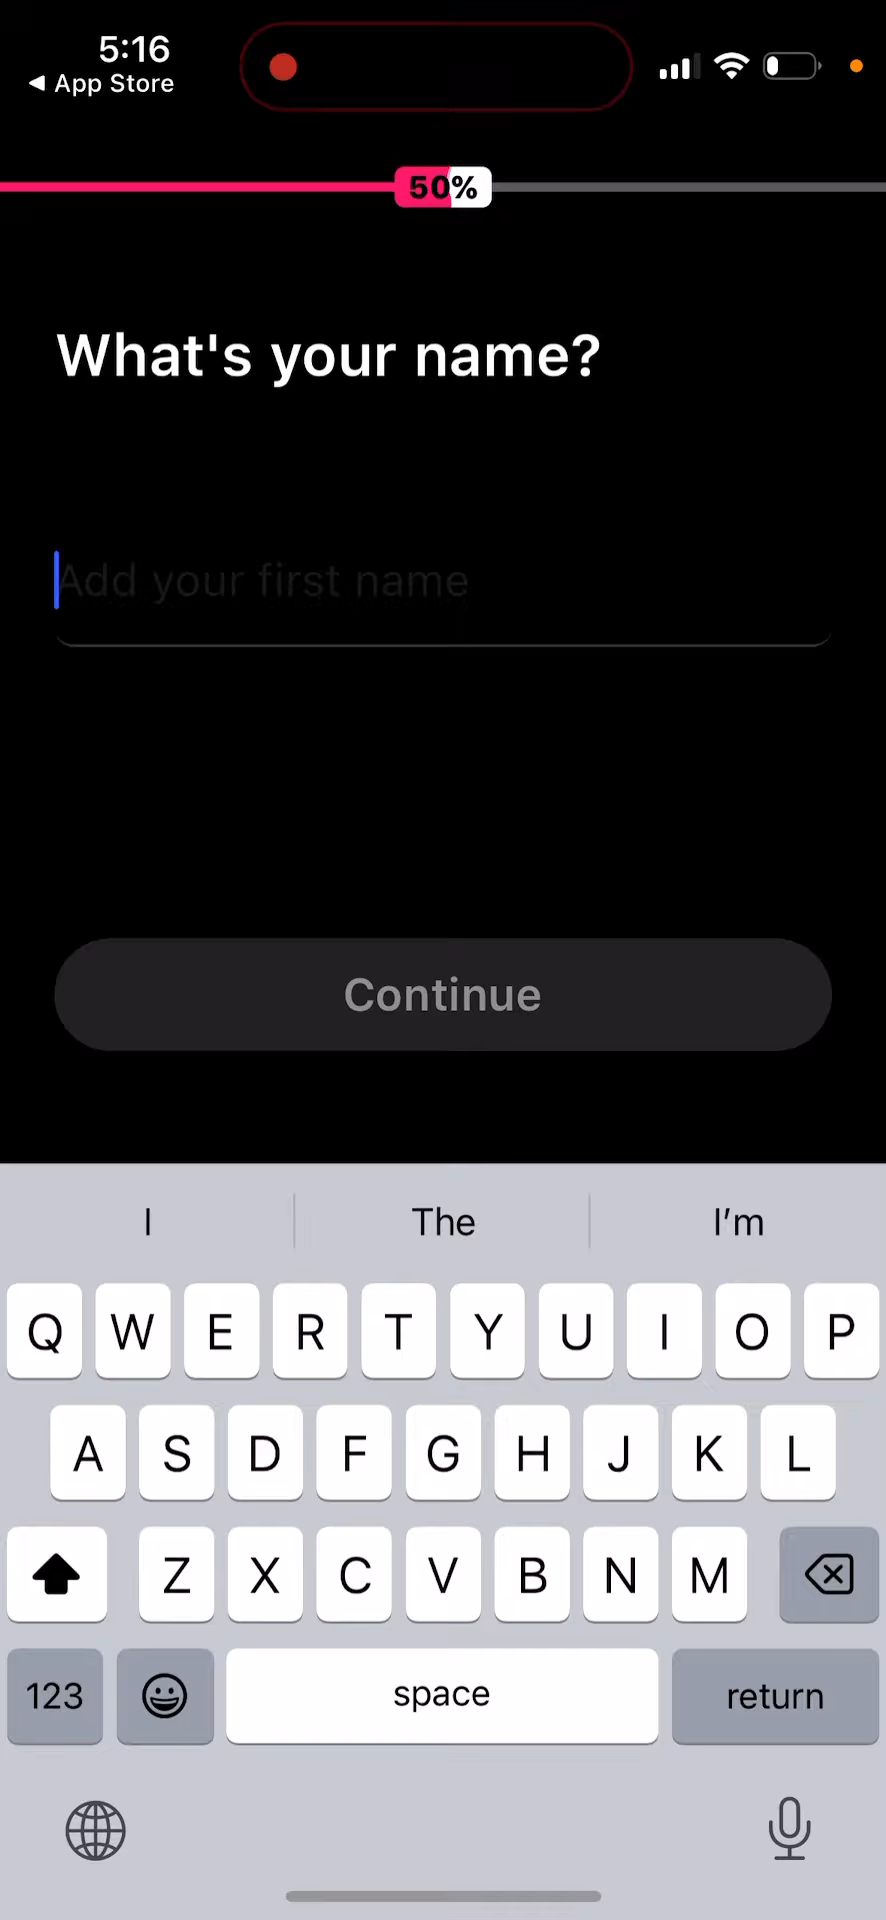 5:16
◀ App Store
50%
What's your name?
Add your first name
Continue
I The I'm
Q W E R T Y U I O P
A S D F G H J K L
Z X C V B N M
123 space return